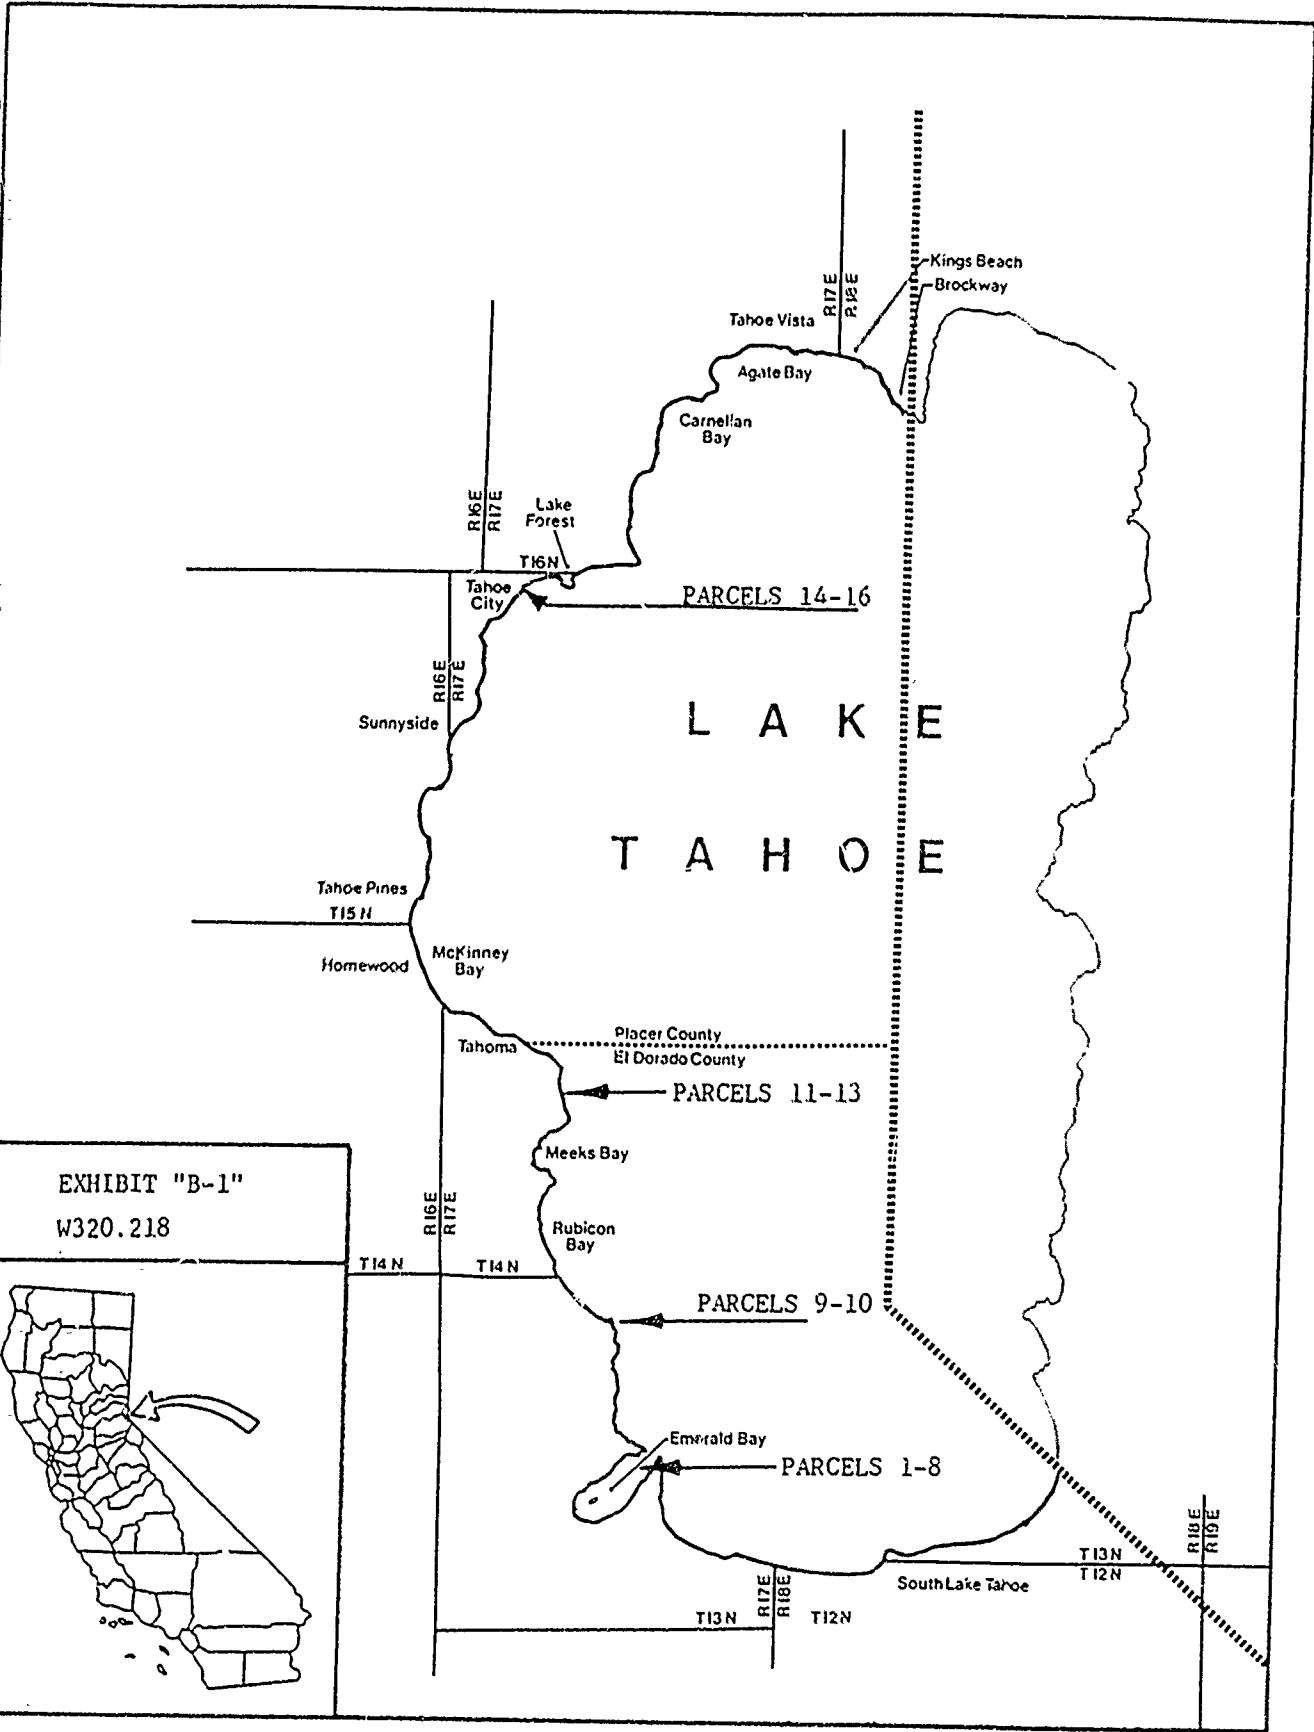 Kings Beach
Brockway
R17E
R18E
Tahoe Vista
Agate Bay
Carnelian
Bay
R16E
R17E
Lake
Forest
T16N
Tahoe
City
PARCELS 14-16
R16E
R17E
Sunnyside
LAKE
TAHOE
Tahoe Pines
T15N
Homewood
McKinney
Bay
Placer County
Tahoma
El Dorado County
PARCELS 11-13
Meeks Bay
EXHIBIT "B-1"
W320.218
R16E
R17E
Rubicon
Bay
T14N
T14N
PARCELS 9-10
Emerald Bay
PARCELS 1-8
R18E
R19E
T13N
T12N
South Lake Tahoe
R17E
R18E
T13N
T12N